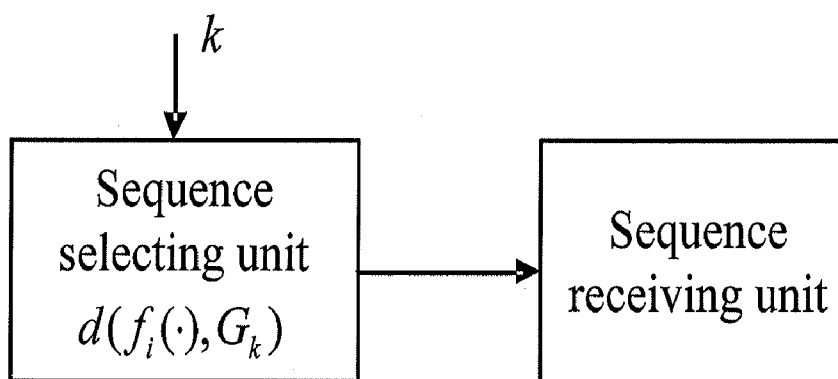 k
Sequence
selecting unit
d(f_i(·), G_k)
Sequence
receiving unit